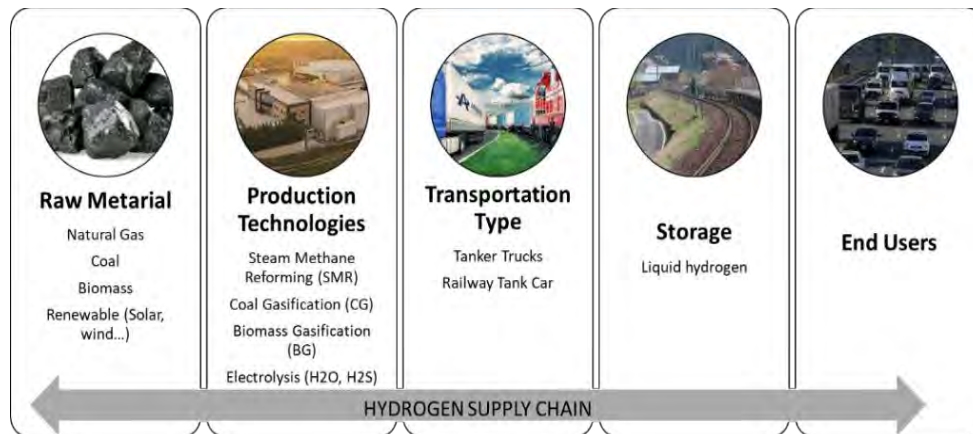 Raw Metarial
Natural Gas
Coal
Biomass
Renewable (Solar,
wind...)
Production
Technologies
Steam Methane
Reforming (SMR)
Coal Gasification (CG)
Biomass Gasification
(BG)
Electrolysis (H2O, H2S)
Transportation
Type
Tanker Trucks
Railway Tank Car
Storage
Liquid hydrogen
End Users
HYDROGEN SUPPLY CHAIN